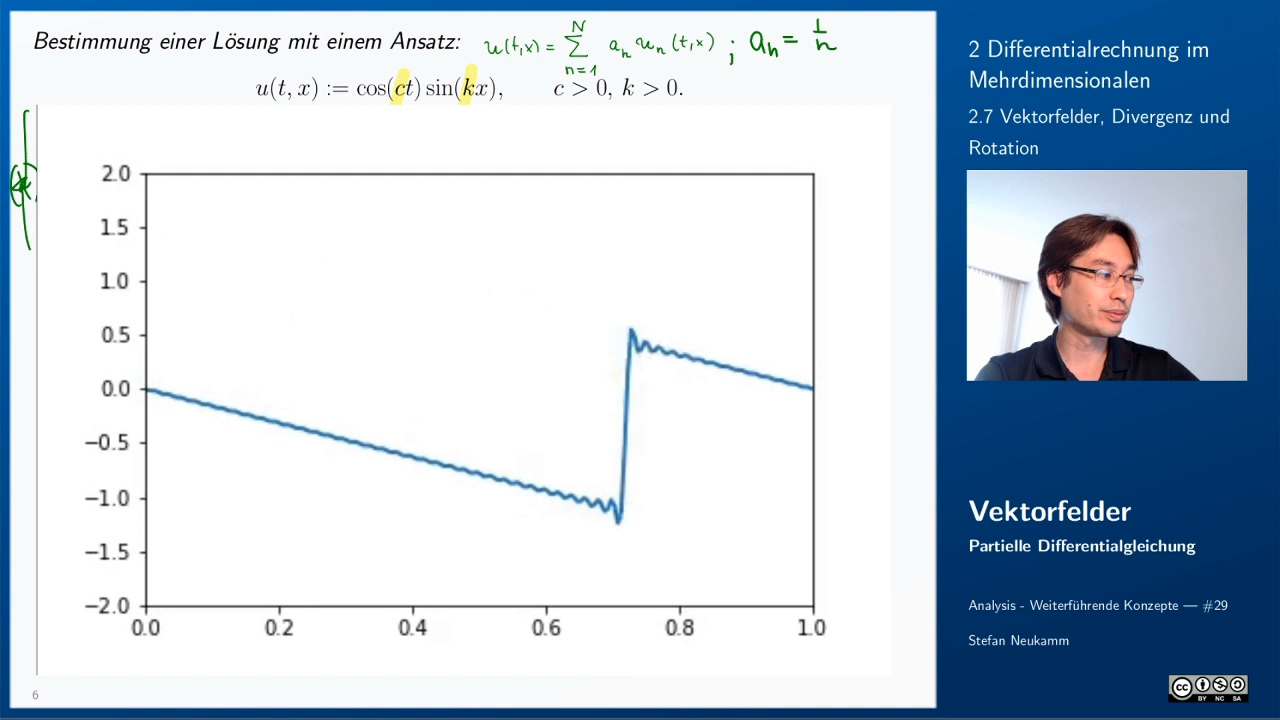 Bestimmung einer Lösung mit einem Ansatz: u(t,x) = ∑_{n=1}^{N} a_n u_n(t,x) ; a_n = 1/n
u(t, x) := cos(ct) sin(kx), c > 0, k > 0.
2.0
1.5
1.0
0.5
0.0
−0.5
−1.0
−1.5
−2.0
0.0 0.2 0.4 0.6 0.8 1.0
6
2 Differentialrechnung im
Mehrdimensionalen
2.7 Vektorfelder, Divergenz und
Rotation
Vektorfelder
Partielle Differentialgleichung
Analysis - Weiterführende Konzepte — #29
Stefan Neukamm
cc BY NC SA